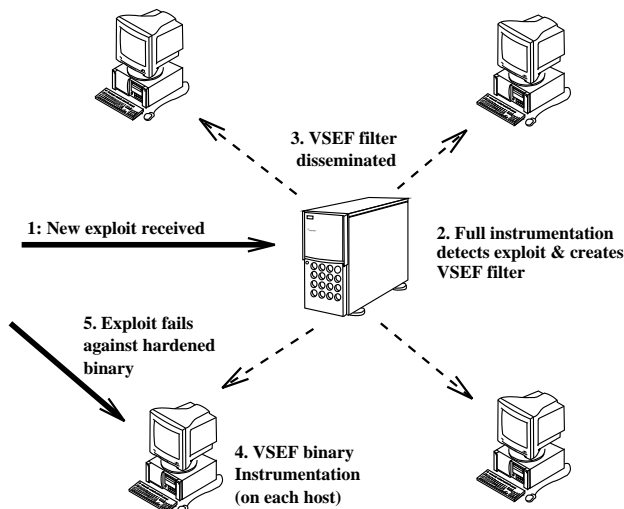 3. VSEF filter
disseminated
1: New exploit received
2. Full instrumentation
detects exploit & creates
VSEF filter
5. Exploit fails
against hardened
binary
4. VSEF binary
Instrumentation
(on each host)